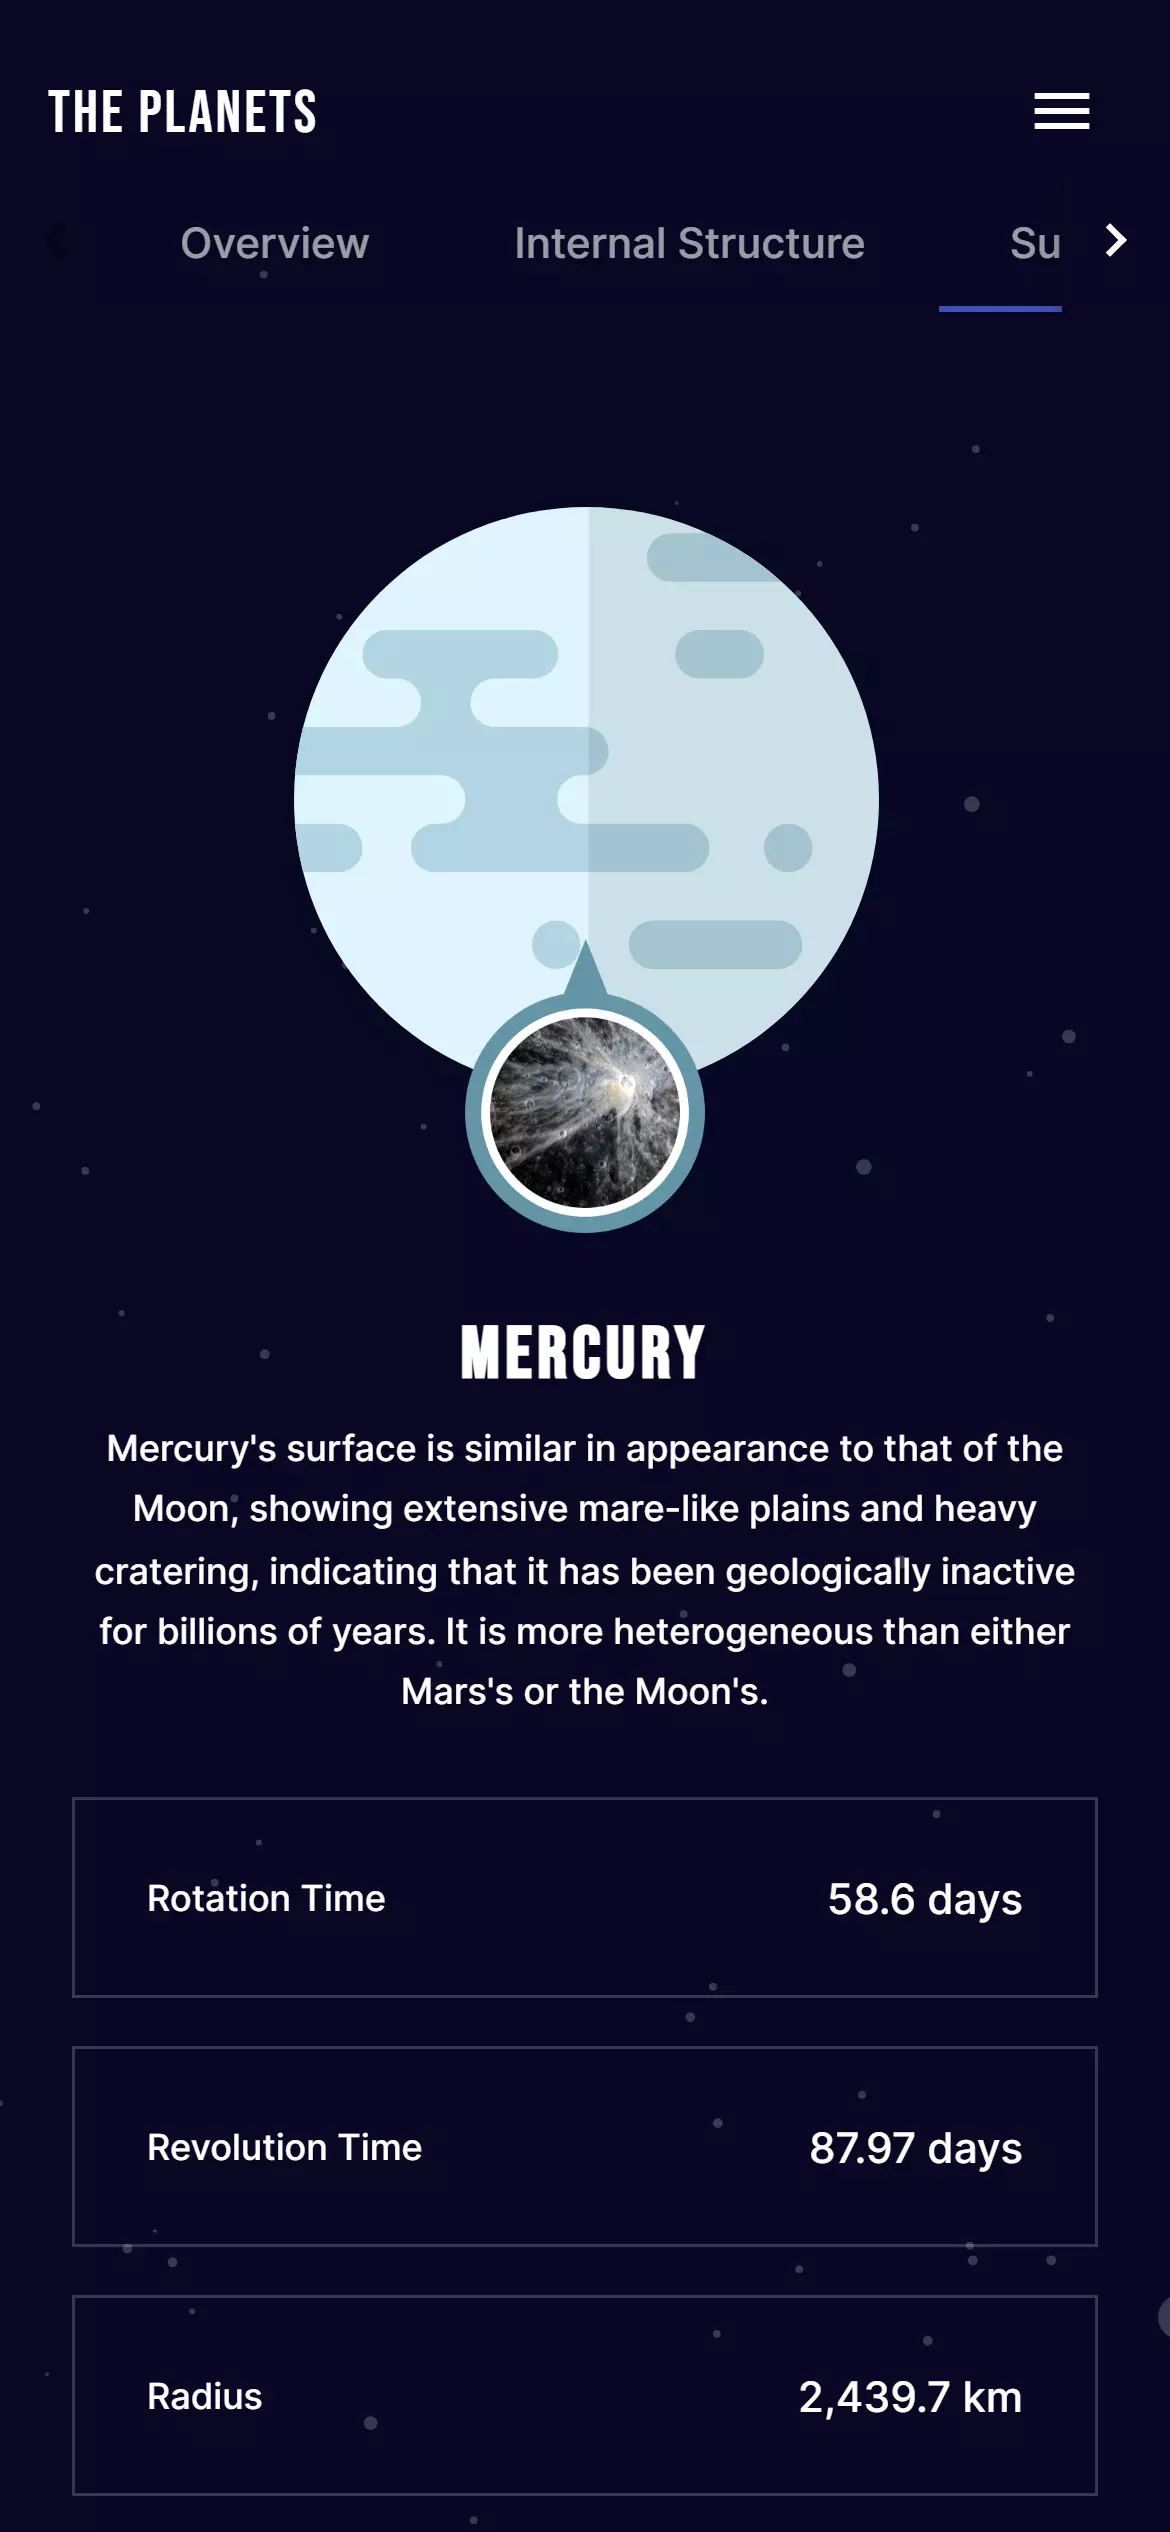 THE PLANETS
Overview Internal Structure Su
MERCURY
Mercury's surface is similar in appearance to that of the
Moon, showing extensive mare-like plains and heavy
cratering, indicating that it has been geologically inactive
for billions of years. It is more heterogeneous than either
Mars's or the Moon's.
Rotation Time 58.6 days
Revolution Time 87.97 days
Radius 2,439.7 km